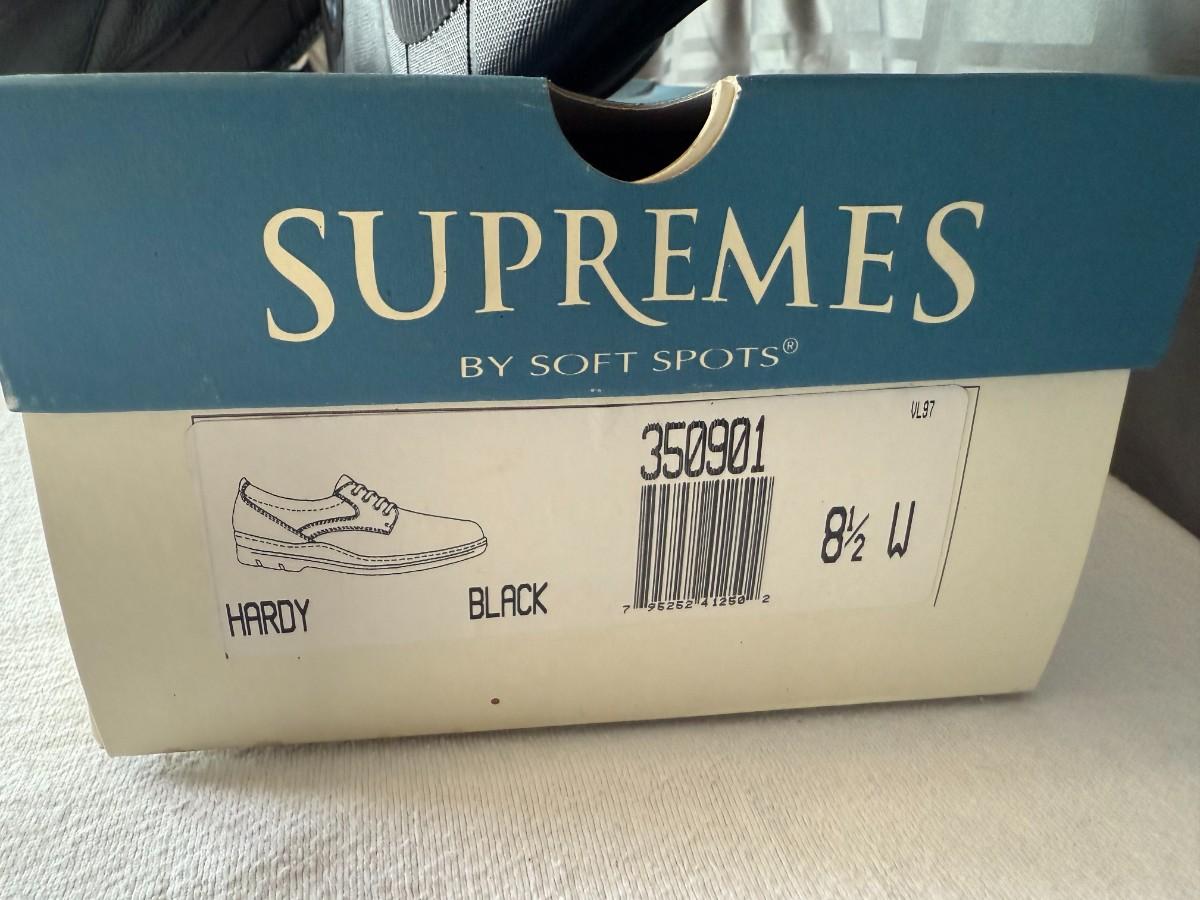 SUPREMES
BY SOFT SPOTS®
VL97
350901
8½ W
7 95252 41250 2
HARDY BLACK